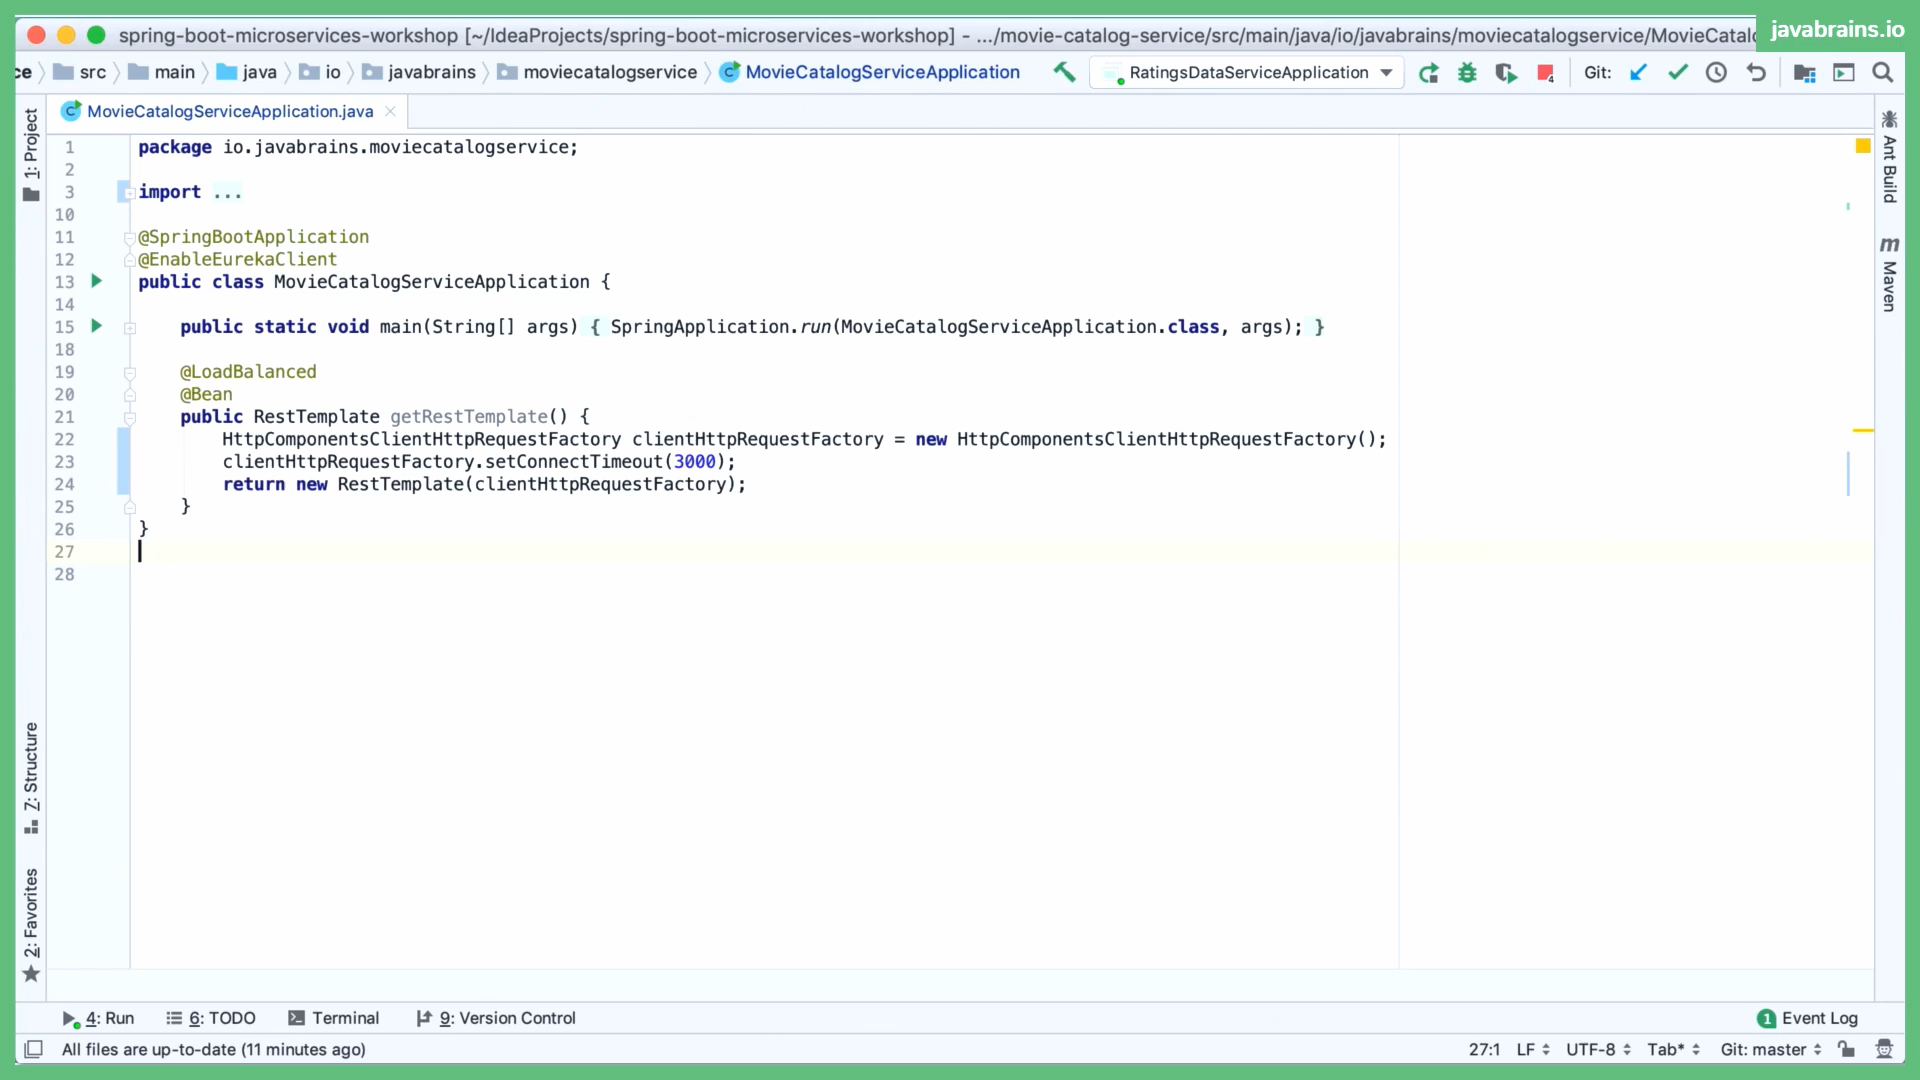 javabrains.io
spring-boot-microservices-workshop [~/IdeaProjects/spring-boot-microservices-workshop] - .../movie-catalog-service/src/main/java/io/javabrains/moviecatalogservice/MovieCatalo
ce src main java io javabrains moviecatalogservice MovieCatalogServiceApplication RatingsDataServiceApplication 4 Git:
MovieCatalogServiceApplication.java
1: Project
1 package io.javabrains.moviecatalogservice;
2
3 import ...
10
11 @SpringBootApplication
12 @EnableEurekaClient
13 public class MovieCatalogServiceApplication {
14
15 public static void main(String[] args) { SpringApplication.run(MovieCatalogServiceApplication.class, args); }
18
19 @LoadBalanced
20 @Bean
21 public RestTemplate getRestTemplate() {
22 HttpComponentsClientHttpRequestFactory clientHttpRequestFactory = new HttpComponentsClientHttpRequestFactory();
23 clientHttpRequestFactory.setConnectTimeout(3000);
24 return new RestTemplate(clientHttpRequestFactory);
25 }
26 }
27
28
Ant Build
m Maven
7: Structure
2: Favorites
4: Run 6: TODO Terminal 9: Version Control 1 Event Log
All files are up-to-date (11 minutes ago) 27:1 LF UTF-8 Tab* Git: master